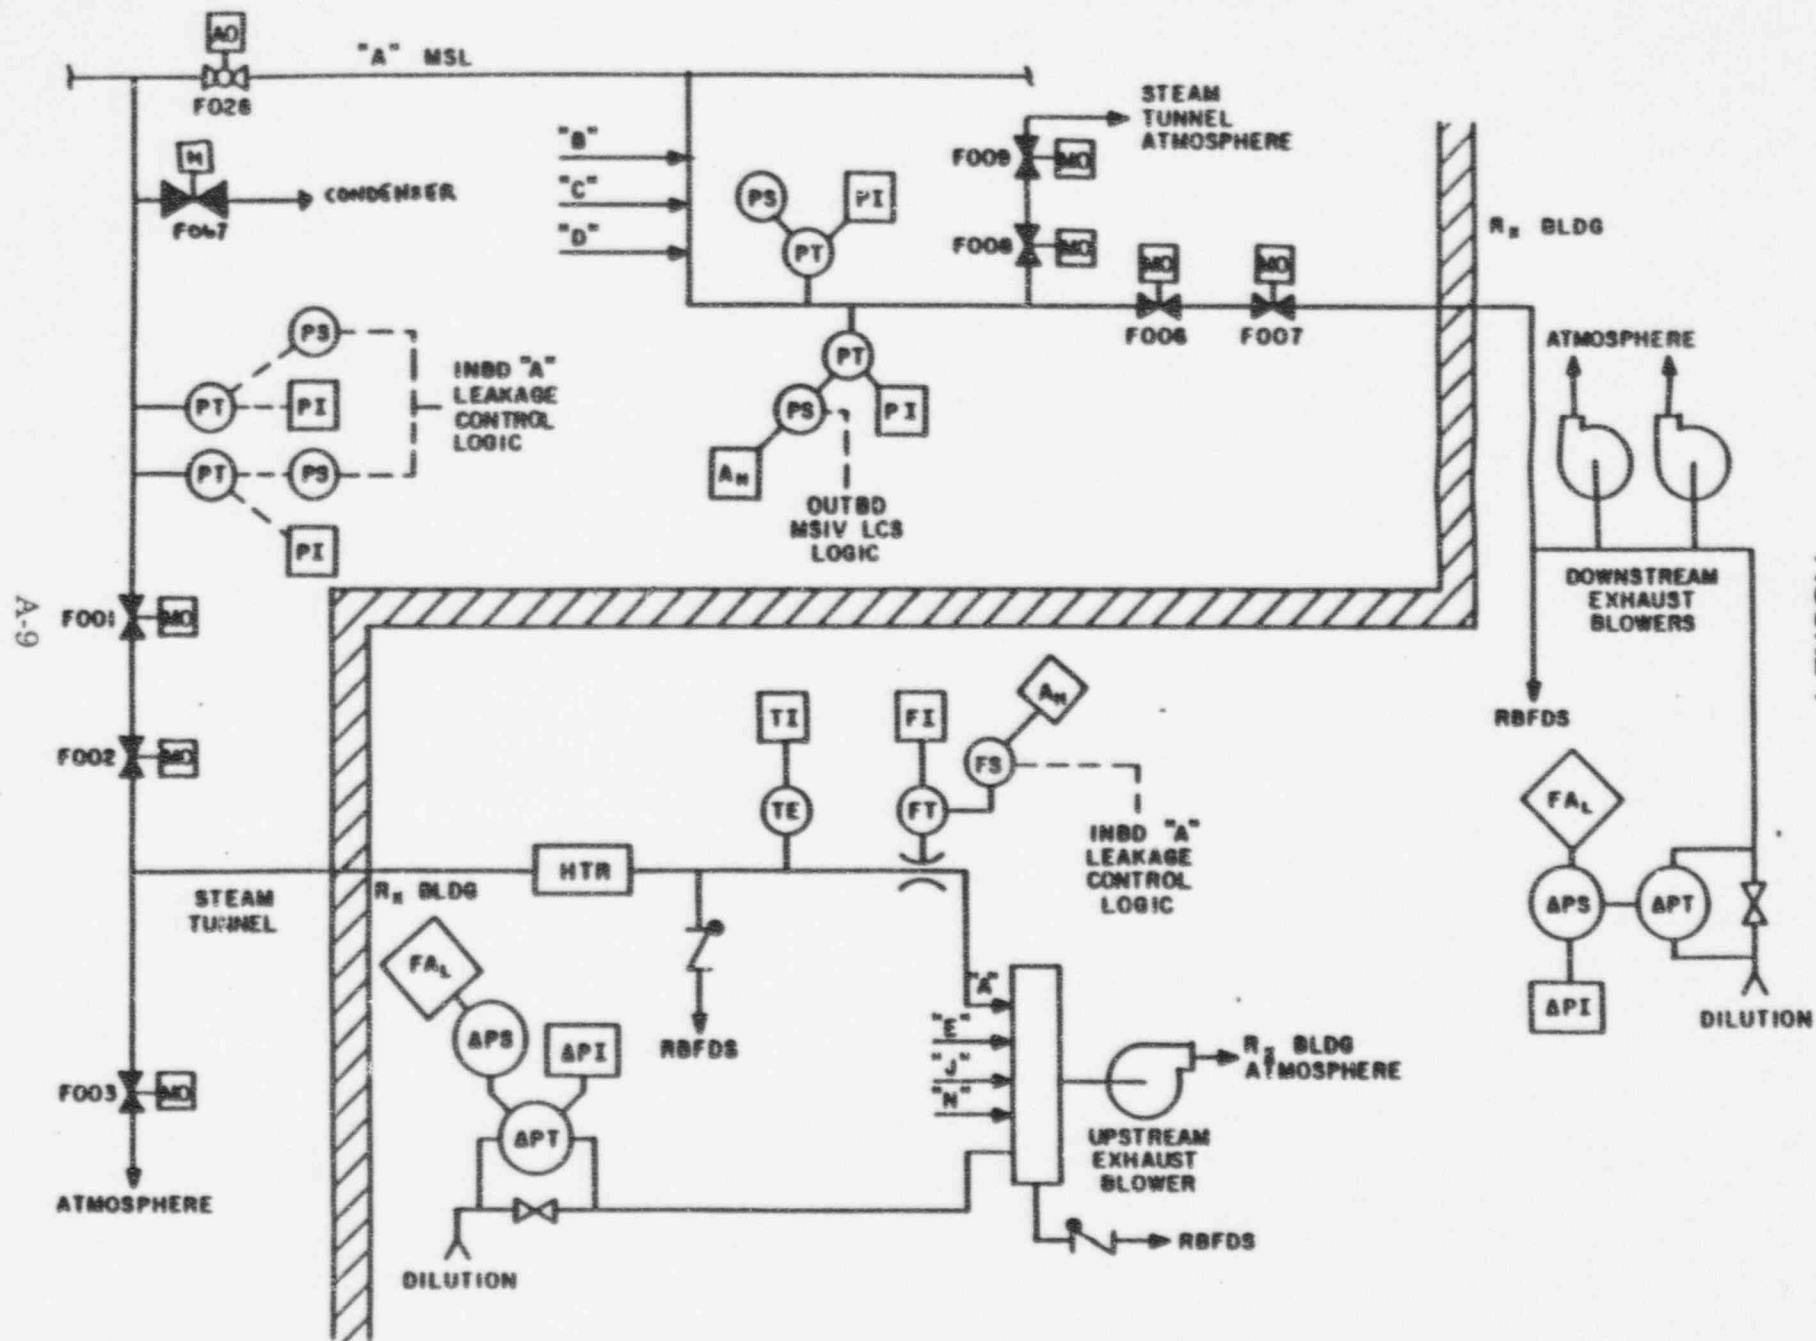 AO
"A" MSL
F028
M
CONDENSER
F067
"B"
"C"
"D"
PS
PI
PT
STEAM
TUNNEL
ATMOSPHERE
F009
MO
F008
MO
MO
MO
F006
F007
RX BLDG
ATMOSPHERE
PS
PT
PI
PT
PS
PI
INBD "A"
LEAKAGE
CONTROL
LOGIC
PT
PS
PI
AH
OUTBD
MSIV LCS
LOGIC
DOWNSTREAM
EXHAUST
BLOWERS
RBFDS
A-9
F001
MO
F002
MO
STEAM
TUNNEL
F003
MO
ATMOSPHERE
RX BLDG
HTR
TI
TE
FI
FT
FS
AH
INBD "A"
LEAKAGE
CONTROL
LOGIC
FAL
ΔPS
ΔPI
ΔPT
RBFDS
DILUTION
"A"
"E"
"J"
"N"
RX BLDG
ATMOSPHERE
UPSTREAM
EXHAUST
BLOWER
RBFDS
FAL
ΔPS
ΔPT
ΔPI
DILUTION